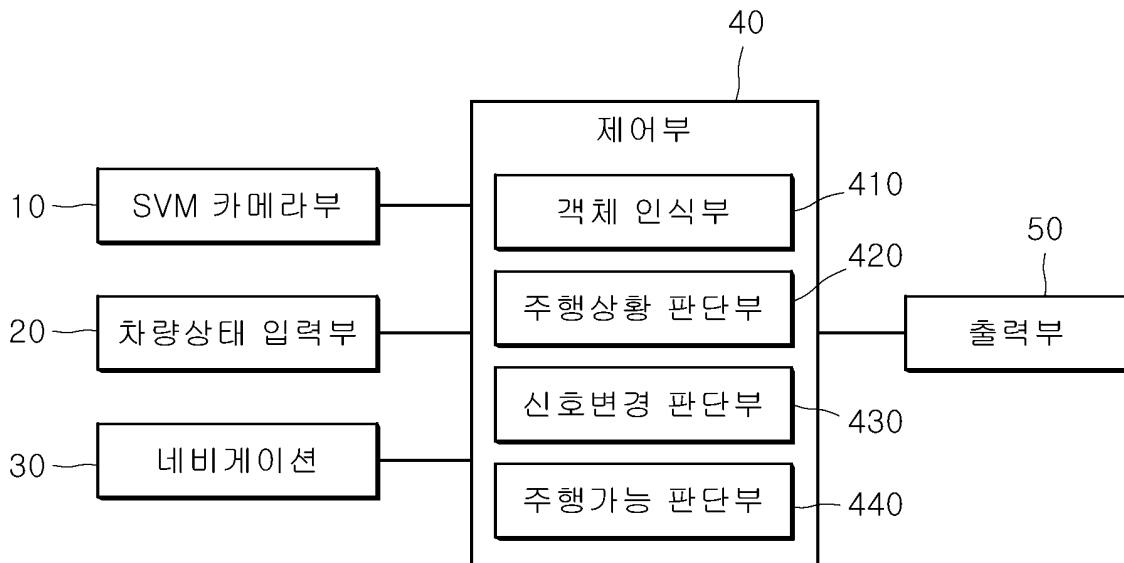 40
제어부
10
SVM 카메라부
객체 인식부
410
50
20
차량상태 입력부
주행상황 판단부
420
출력부
신호변경 판단부
430
30
네비게이션
주행가능 판단부
440